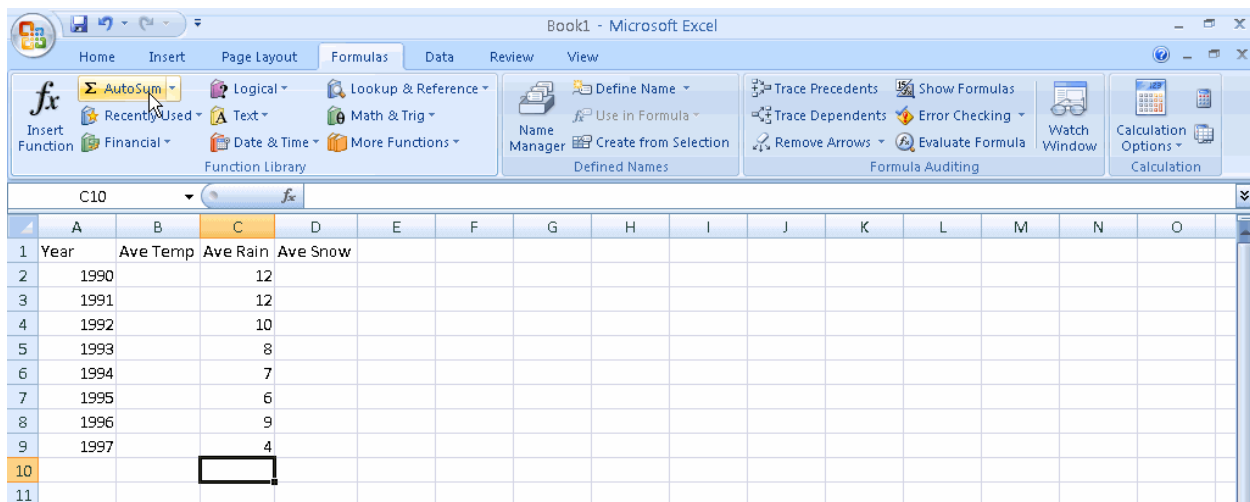 Book1 - Microsoft Excel
Home Insert Page Layout Formulas Data Review View
fx Σ AutoSum Logical Lookup & Reference Define Name Trace Precedents Show Formulas
Recently Used Text Math & Trig Use in Formula Trace Dependents Error Checking
Insert Function Financial Date & Time More Functions Name Manager Create from Selection Remove Arrows Evaluate Formula Watch Window Calculation Options
Function Library Defined Names Formula Auditing Calculation
C10 fx
A B C D E F G H I J K L M N O
1 Year Ave Temp Ave Rain Ave Snow
2 1990 12
3 1991 12
4 1992 10
5 1993 8
6 1994 7
7 1995 6
8 1996 9
9 1997 4
10
11